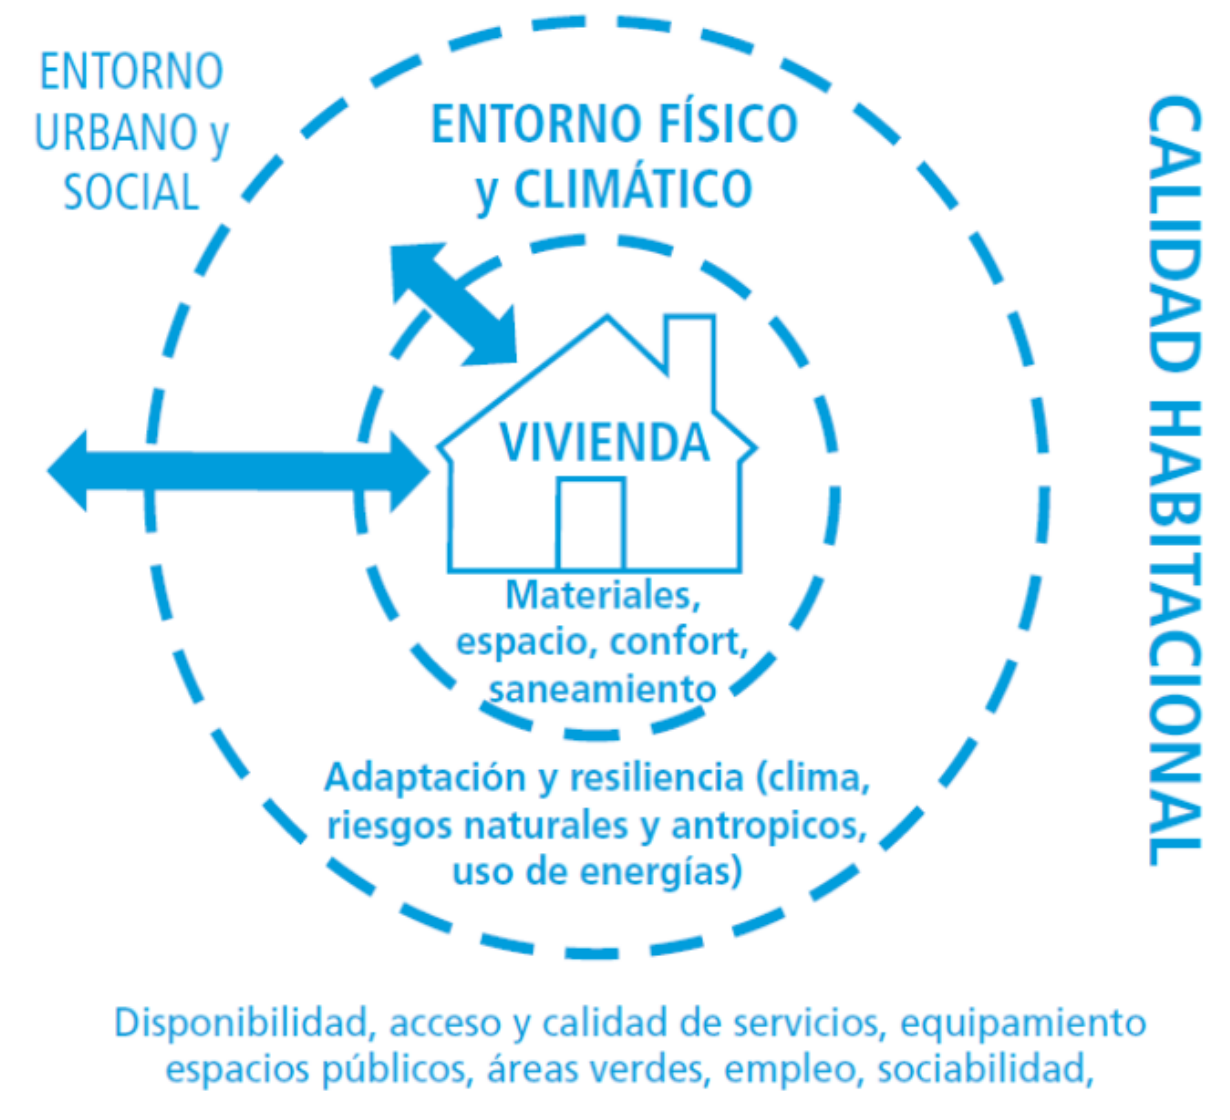 ENTORNO
URBANO y
SOCIAL
ENTORNO FÍSICO
y CLIMÁTICO
VIVIENDA
Materiales,
espacio, confort,
saneamiento
Adaptación y resiliencia (clima,
riesgos naturales y antropicos,
uso de energías)
Disponibilidad, acceso y calidad de servicios, equipamiento
espacios públicos, áreas verdes, empleo, sociabilidad,
CALIDAD HABITACIONAL